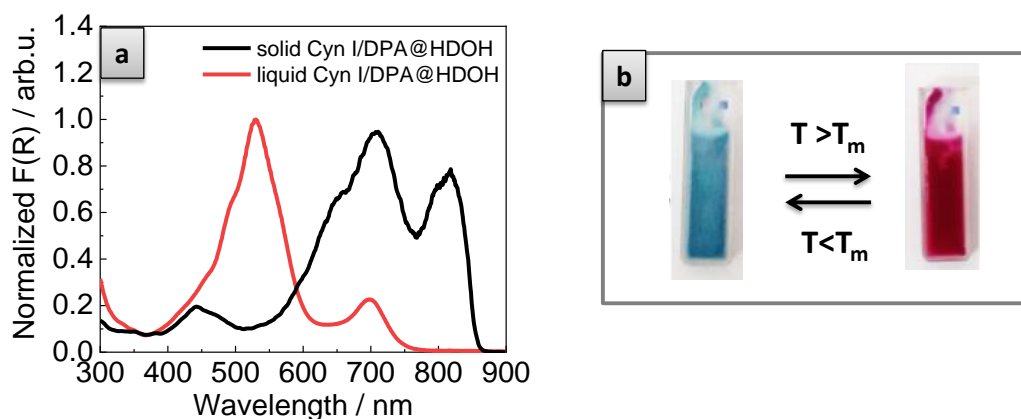 a
solid Cyn I/DPA@HDOH
liquid Cyn I/DPA@HDOH
Normalized F(R) / arb.u.
1.4
1.2
1.0
0.8
0.6
0.4
0.2
0.0
300 400 500 600 700 800 900
Wavelength / nm
b
T >Tm
T<Tm